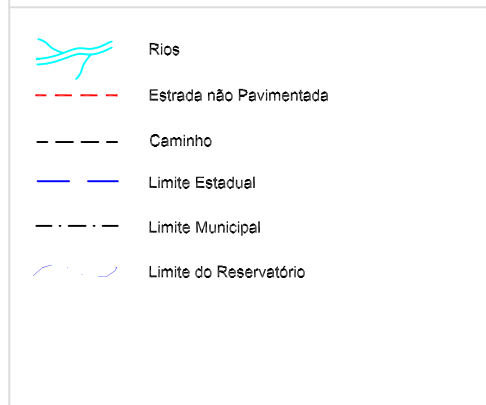 Rios
Estrada não Pavimentada
Caminho
Limite Estadual
Limite Municipal
Limite do Reservatório